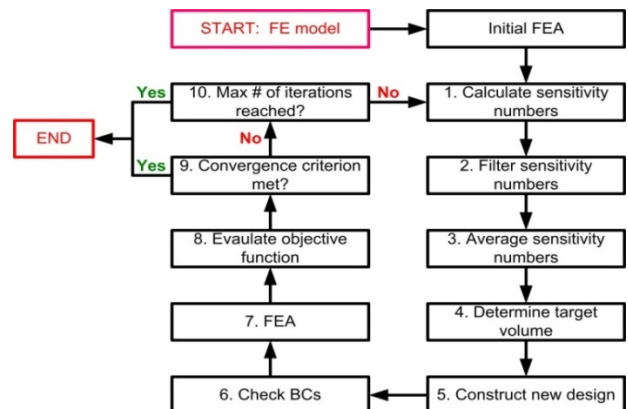 START: FE model
Initial FEA
Yes
10. Max # of iterations
reached?
No
1. Calculate sensitivity
numbers
END
No
Yes
9. Convergence criterion
met?
2. Filter sensitivity
numbers
8. Evaulate objective
function
3. Average sensitivity
numbers
7. FEA
4. Determine target
volume
6. Check BCs
5. Construct new design